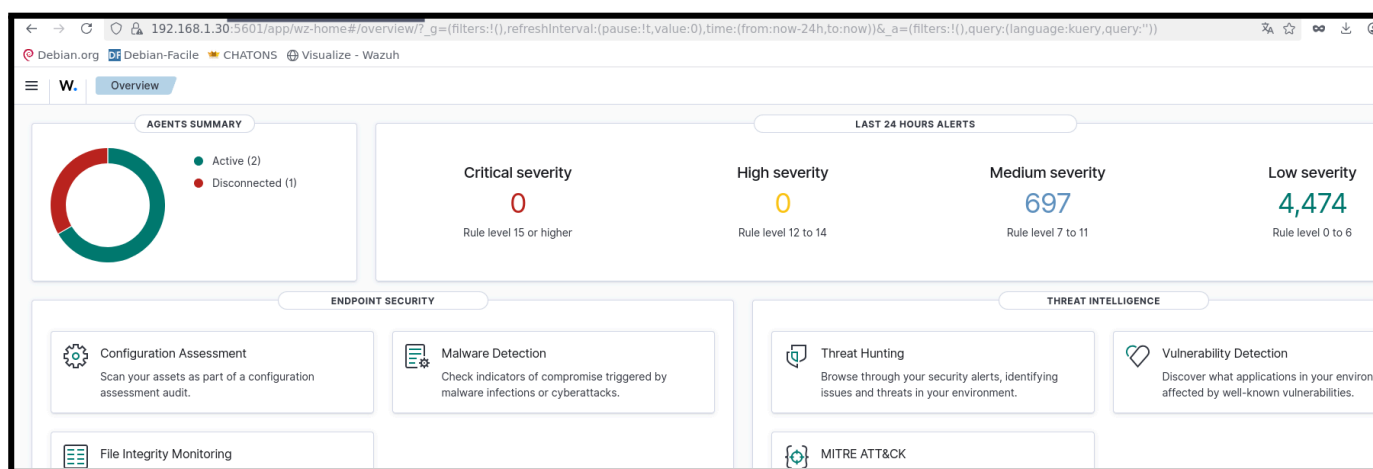 192.168.1.30:5601/app/wz-home#/overview/?_g=(filters:!(),refreshInterval:(pause:!t,value:0),time:(from:now-24h,to:now))&_a=(filters:!(),query:(language:kuery,query:''))
Debian.org DF Debian-Facile CHATONS Visualize - Wazuh
W. Overview
AGENTS SUMMARY
Active (2)
Disconnected (1)
LAST 24 HOURS ALERTS
Critical severity
0
Rule level 15 or higher
High severity
0
Rule level 12 to 14
Medium severity
697
Rule level 7 to 11
Low severity
4,474
Rule level 0 to 6
ENDPOINT SECURITY
Configuration Assessment
Scan your assets as part of a configuration
assessment audit.
Malware Detection
Check indicators of compromise triggered by
malware infections or cyberattacks.
File Integrity Monitoring
THREAT INTELLIGENCE
Threat Hunting
Browse through your security alerts, identifying
issues and threats in your environment.
Vulnerability Detection
Discover what applications in your environ
affected by well-known vulnerabilities.
MITRE ATT&CK